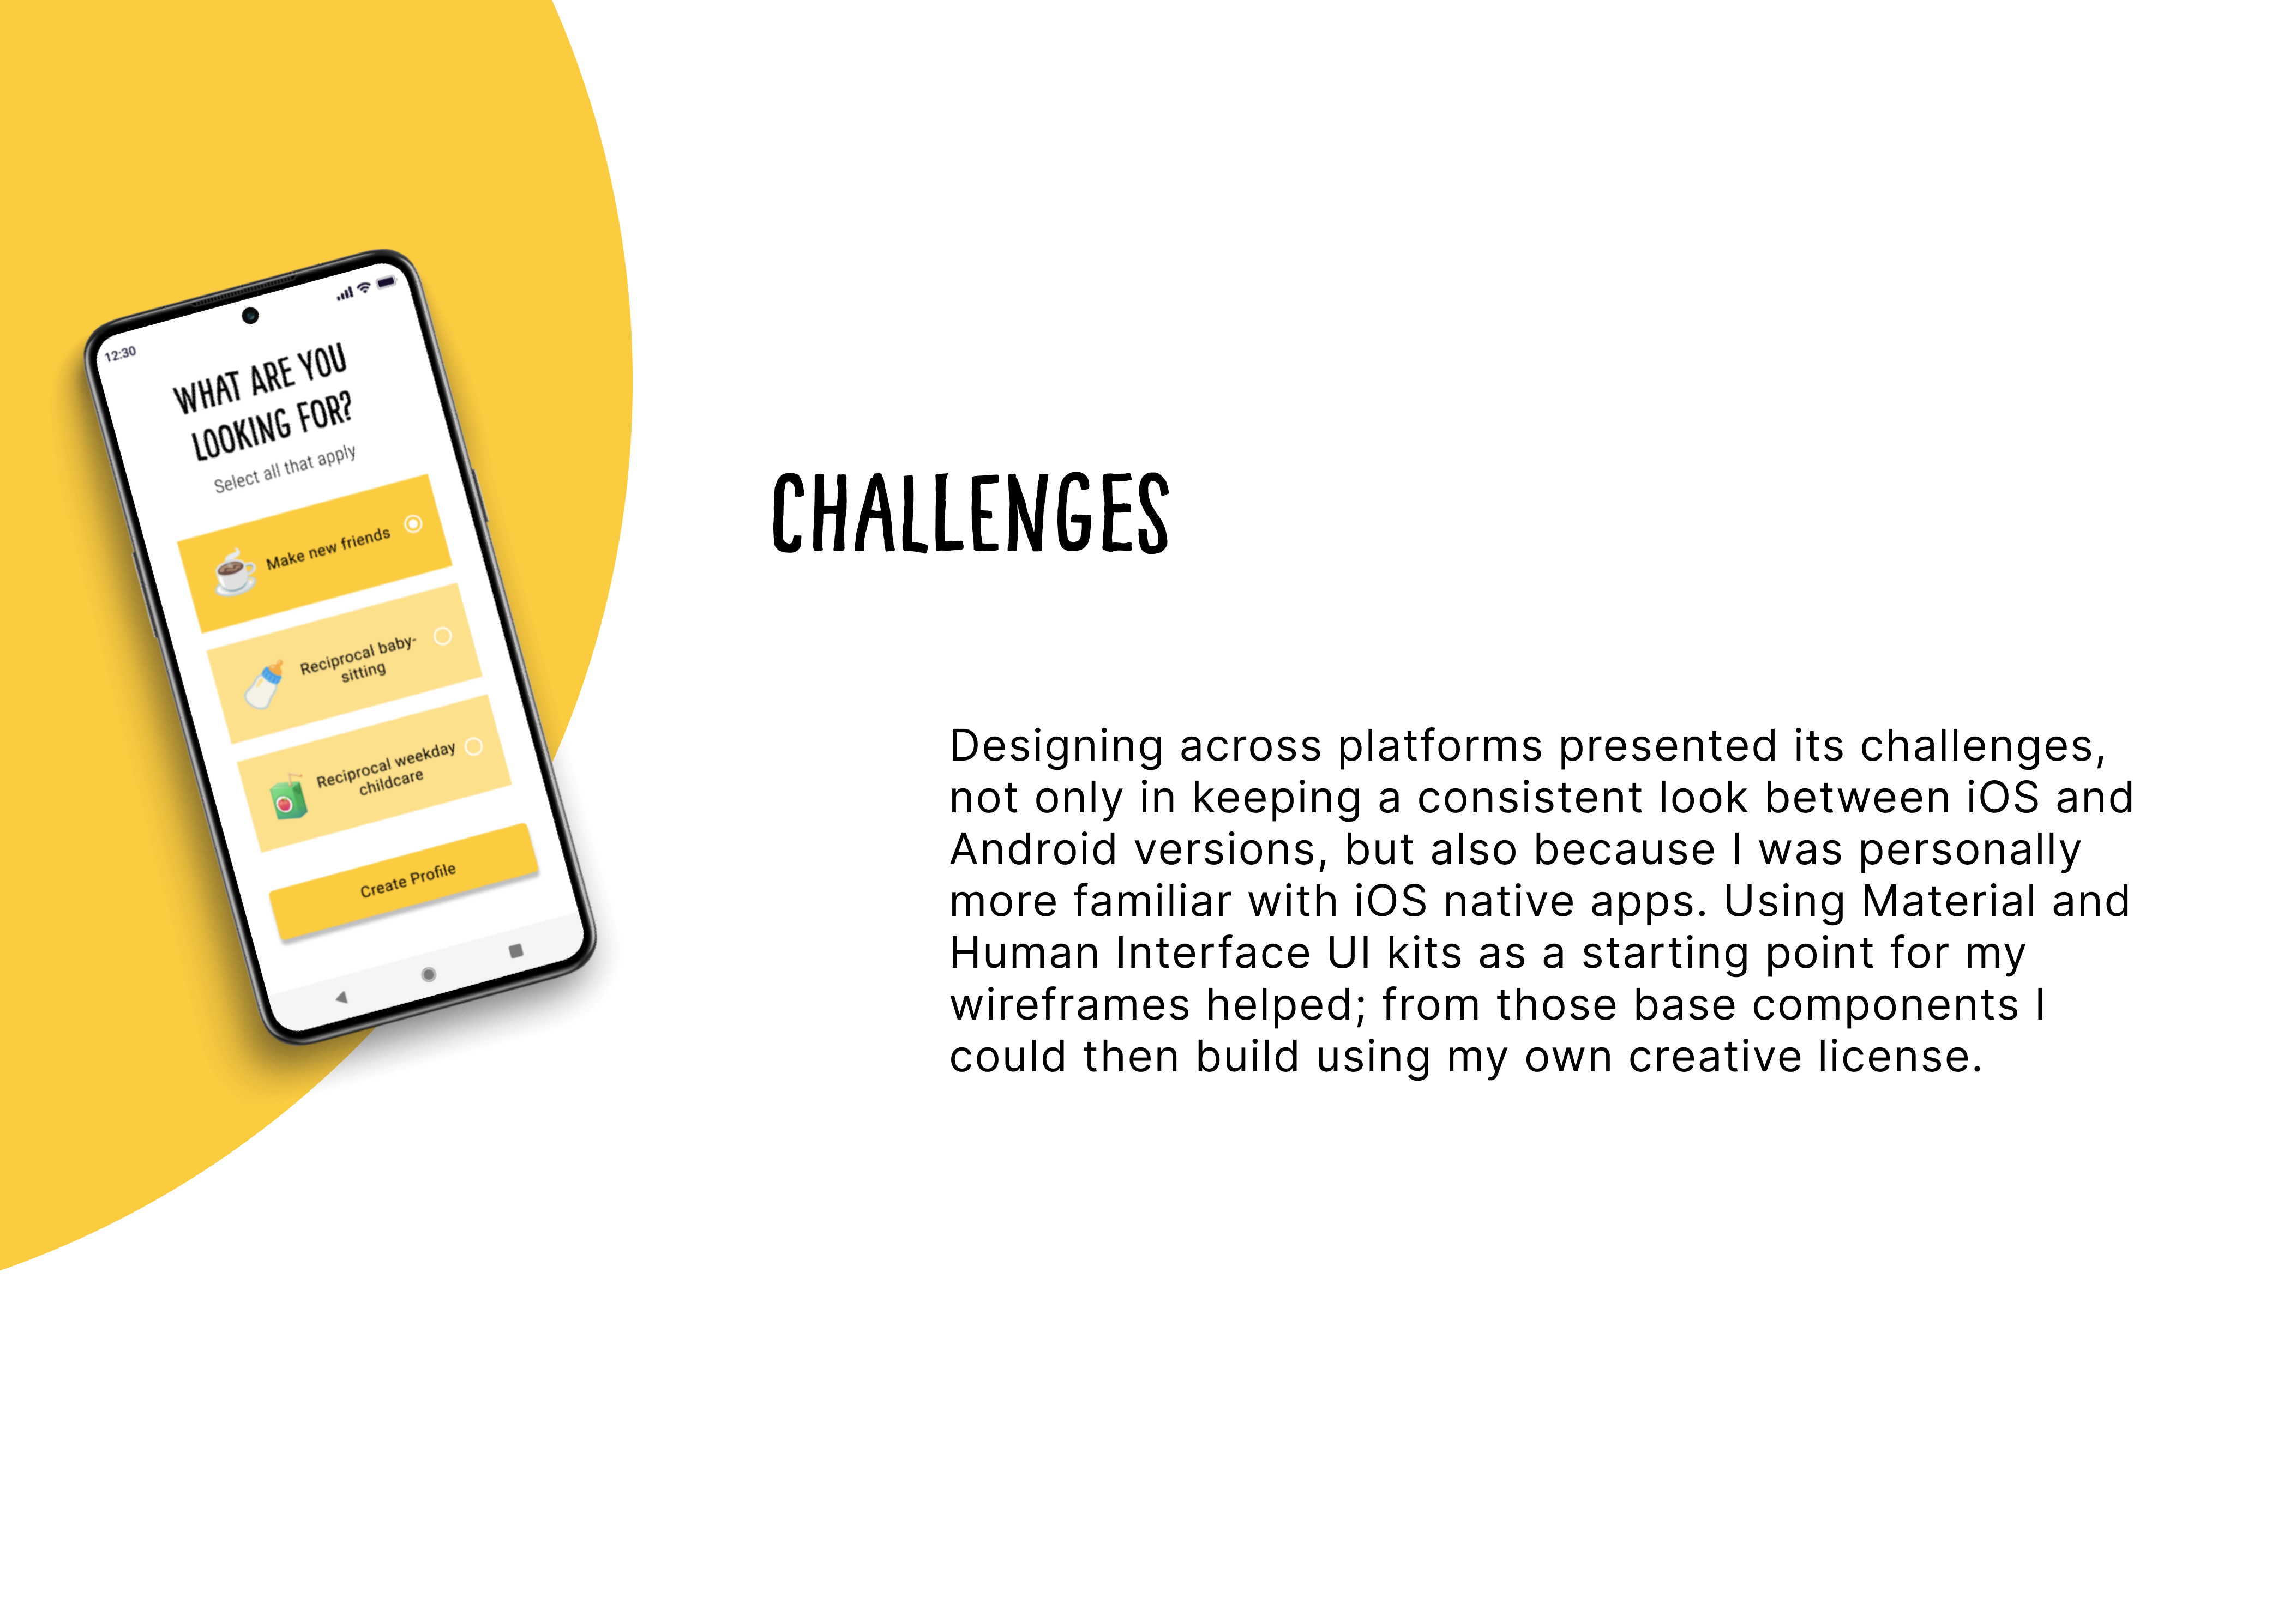 12:30
WHAT ARE YOU
LOOKING FOR?
Select all that apply
Make new friends
Reciprocal baby-
sitting
Reciprocal weekday
childcare
Create Profile
CHALLENGES
Designing across platforms presented its challenges,
not only in keeping a consistent look between iOS and
Android versions, but also because I was personally
more familiar with iOS native apps. Using Material and
Human Interface UI kits as a starting point for my
wireframes helped; from those base components I
could then build using my own creative license.